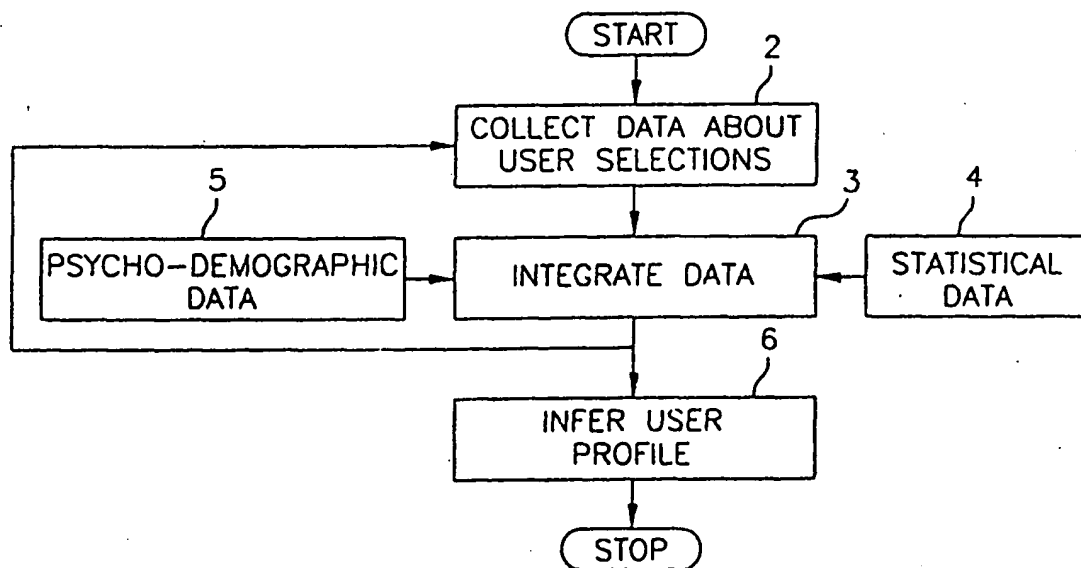 START
2
COLLECT DATA ABOUT
USER SELECTIONS
5
3
4
PSYCHO-DEMOGRAPHIC
DATA
INTEGRATE DATA
STATISTICAL
DATA
6
INFER USER
PROFILE
STOP